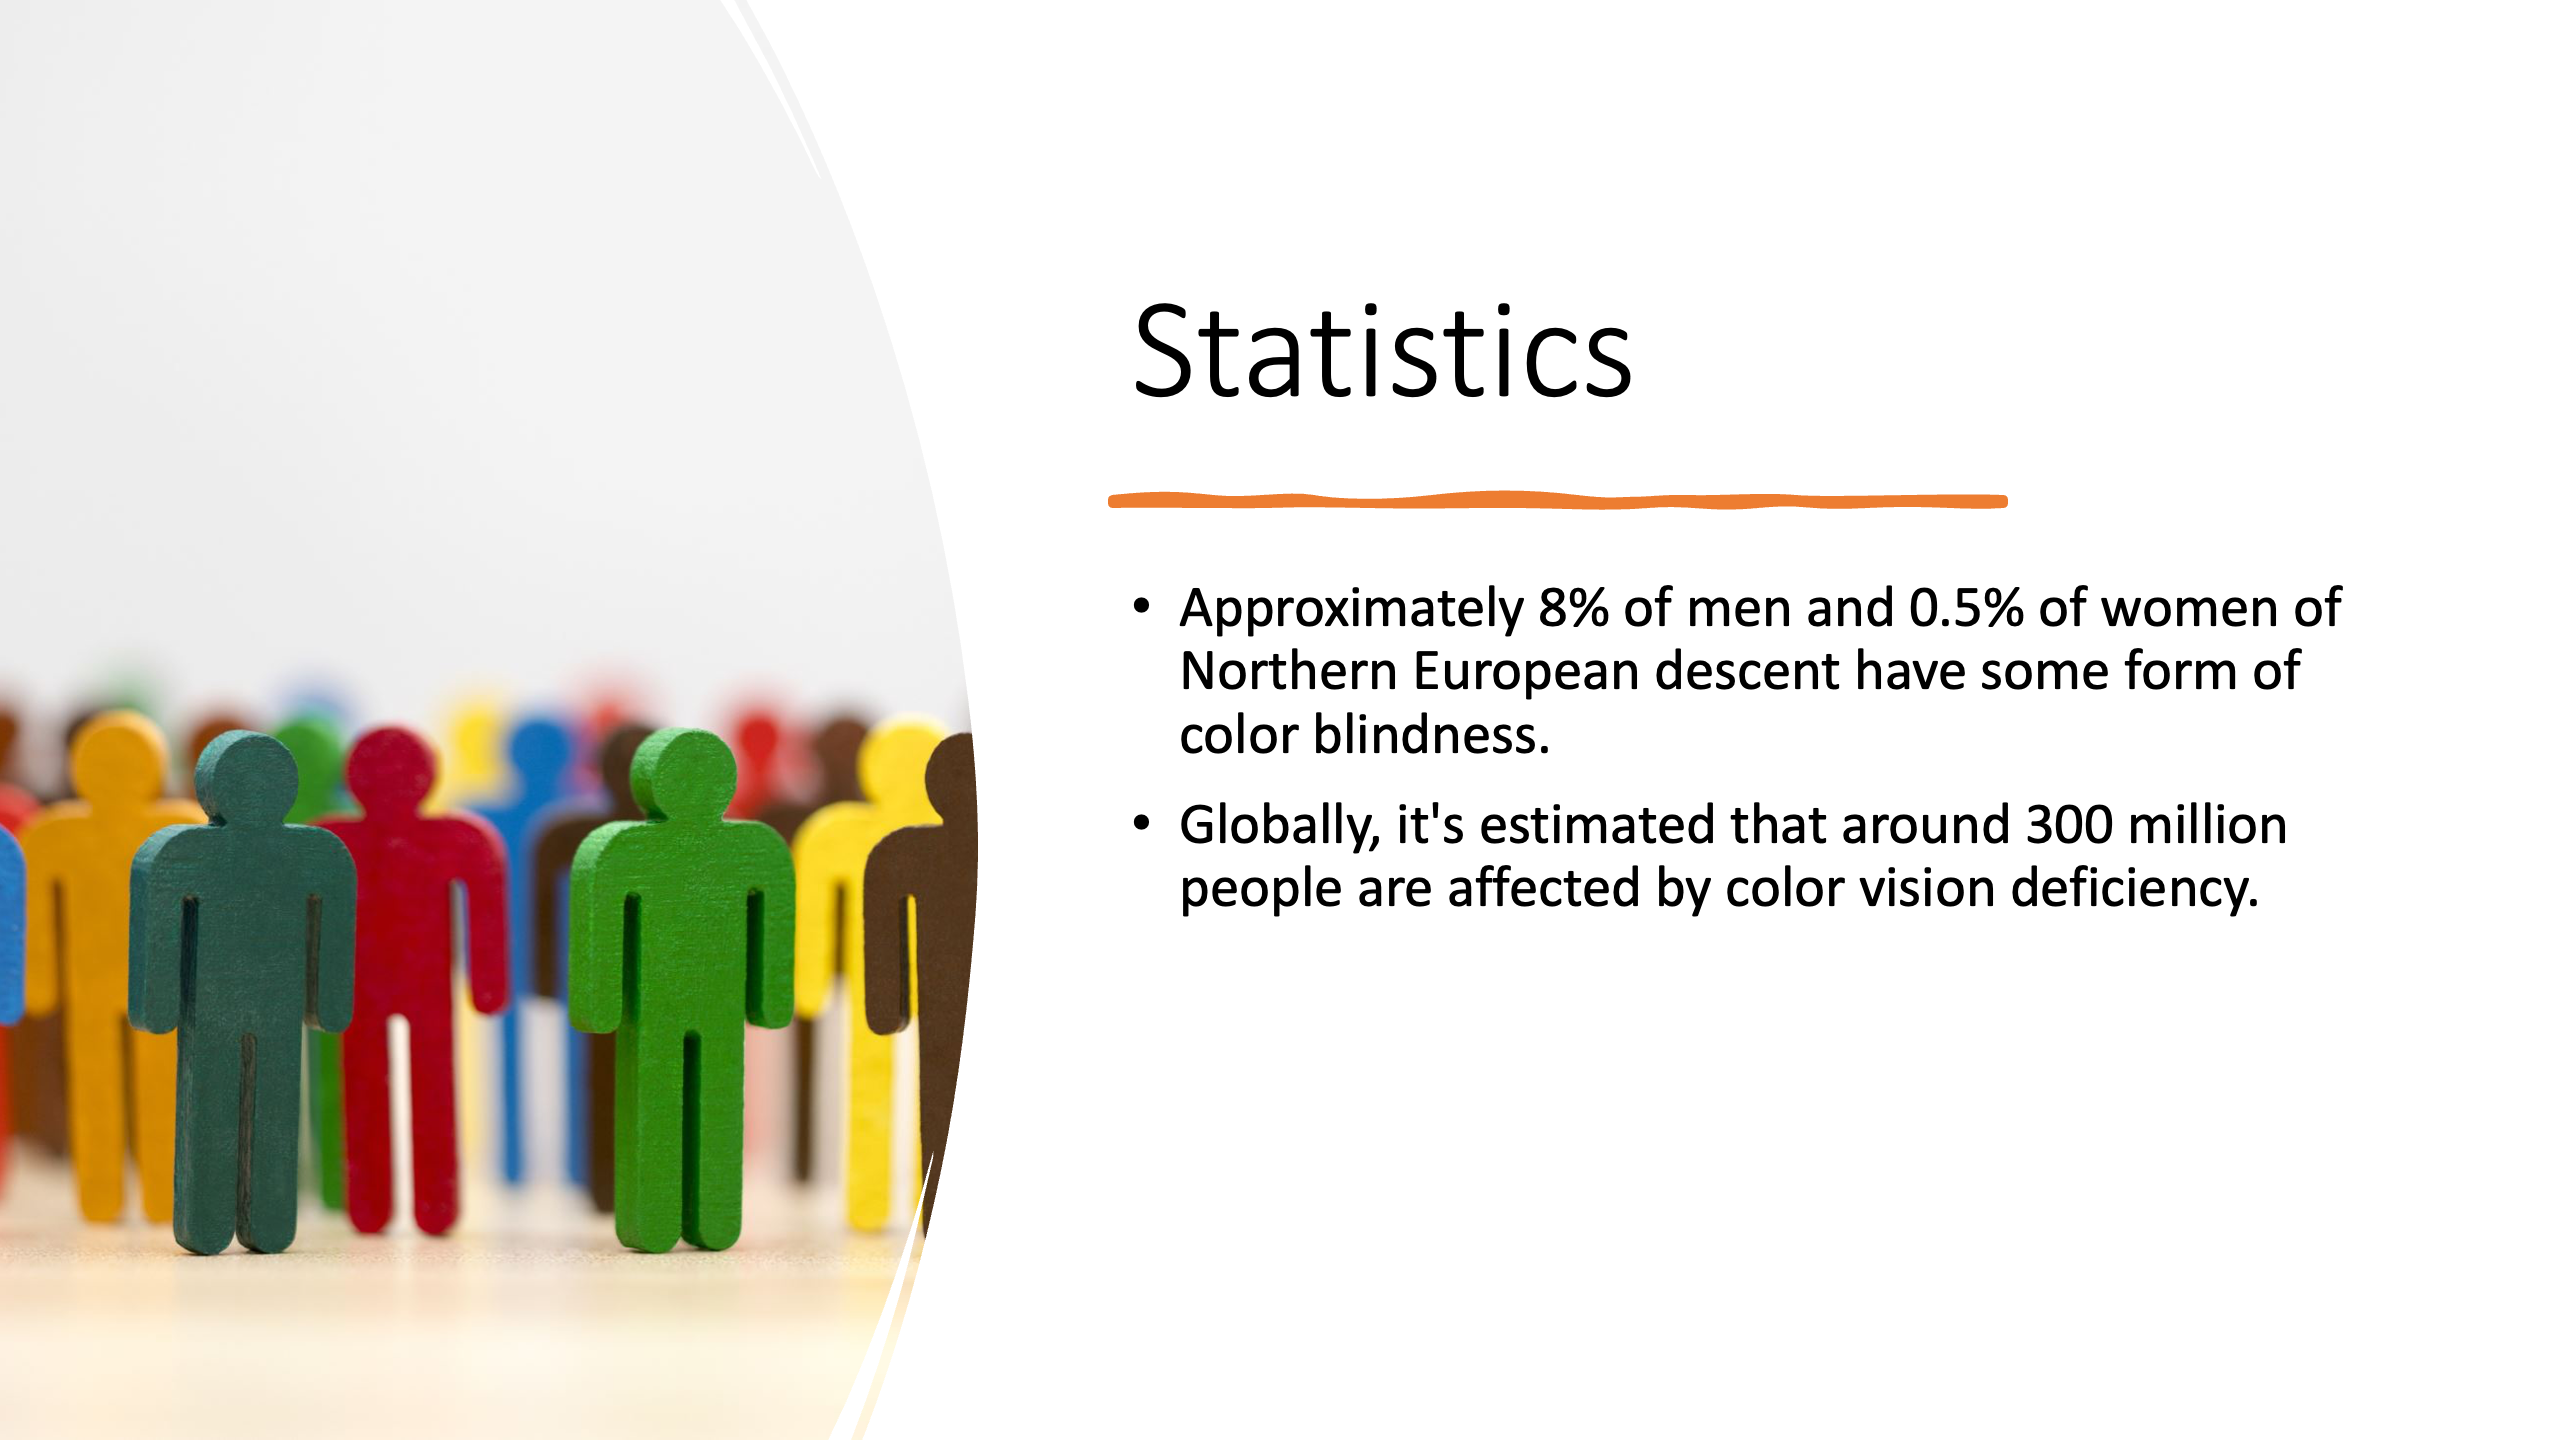 Statistics
• Approximately 8% of men and 0.5% of women of
Northern European descent have some form of
color blindness.
• Globally, it's estimated that around 300 million
people are affected by color vision deficiency.